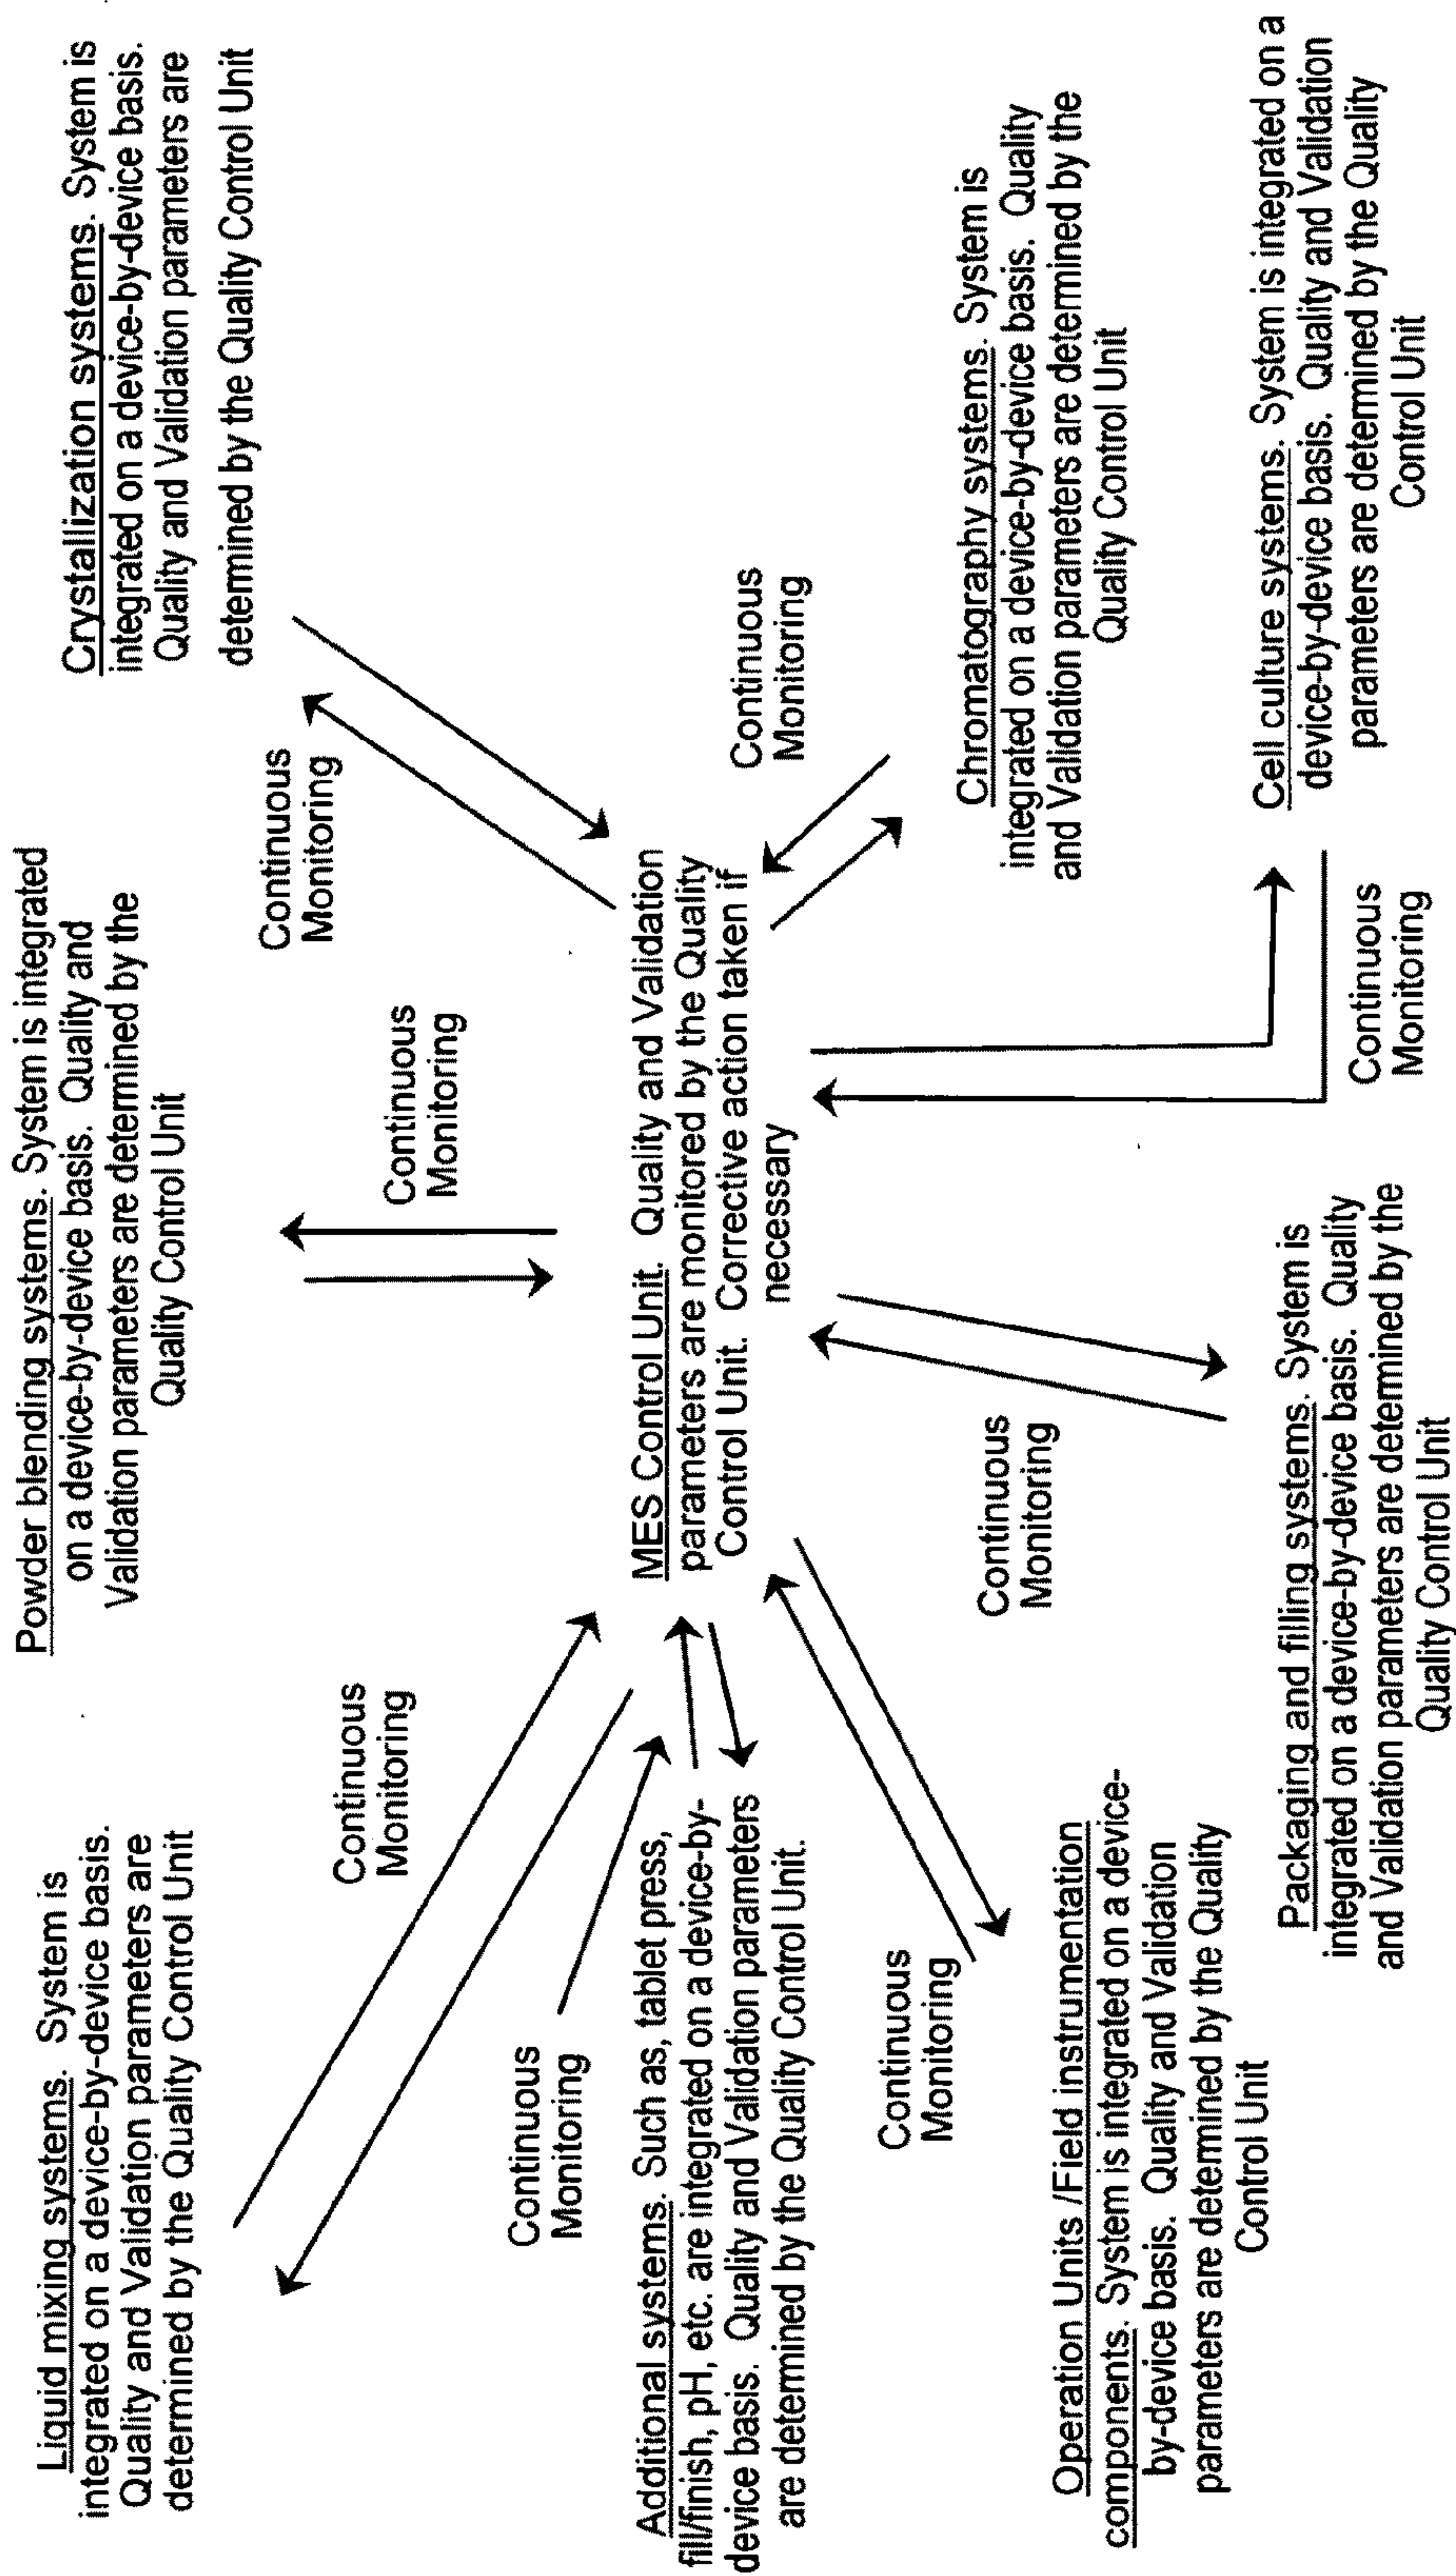 Liquid mixing systems. System is
integrated on a device-by-device basis.
Quality and Validation parameters are
determined by the Quality Control Unit
Powder blending systems. System is integrated
on a device-by-device basis. Quality and
Validation parameters are determined by the
Quality Control Unit
Crystallization systems. System is
integrated on a device-by-device basis.
Quality and Validation parameters are
determined by the Quality Control Unit
Continuous
Monitoring
Continuous
Monitoring
Continuous
Monitoring
Continuous
Monitoring
Additional systems. Such as, tablet press,
fill/finish, pH, etc. are integrated on a device-by-
device basis. Quality and Validation parameters
are determined by the Quality Control Unit.
MES Control Unit. Quality and Validation
parameters are monitored by the Quality
Control Unit. Corrective action taken if
necessary
Continuous
Monitoring
Continuous
Monitoring
Continuous
Monitoring
Chromatography systems. System is
integrated on a device-by-device basis. Quality
and Validation parameters are determined by the
Quality Control Unit
Operation Units /Field instrumentation
components. System is integrated on a device-
by-device basis. Quality and Validation
parameters are determined by the Quality
Control Unit
Packaging and filling systems. System is
integrated on a device-by-device basis. Quality
and Validation parameters are determined by the
Quality Control Unit
Cell culture systems. System is integrated on a
device-by-device basis. Quality and Validation
parameters are determined by the Quality
Control Unit
Continuous
Monitoring